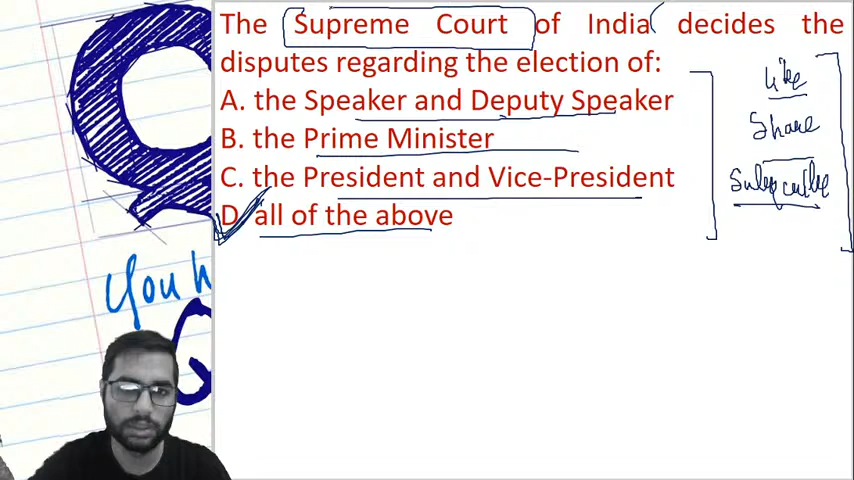 The Supreme Court of India decides the
disputes regarding the election of:
A. the Speaker and Deputy Speaker
B. the Prime Minister
C. the President and Vice-President
D. all of the above
Like
Share
Subscribe
You